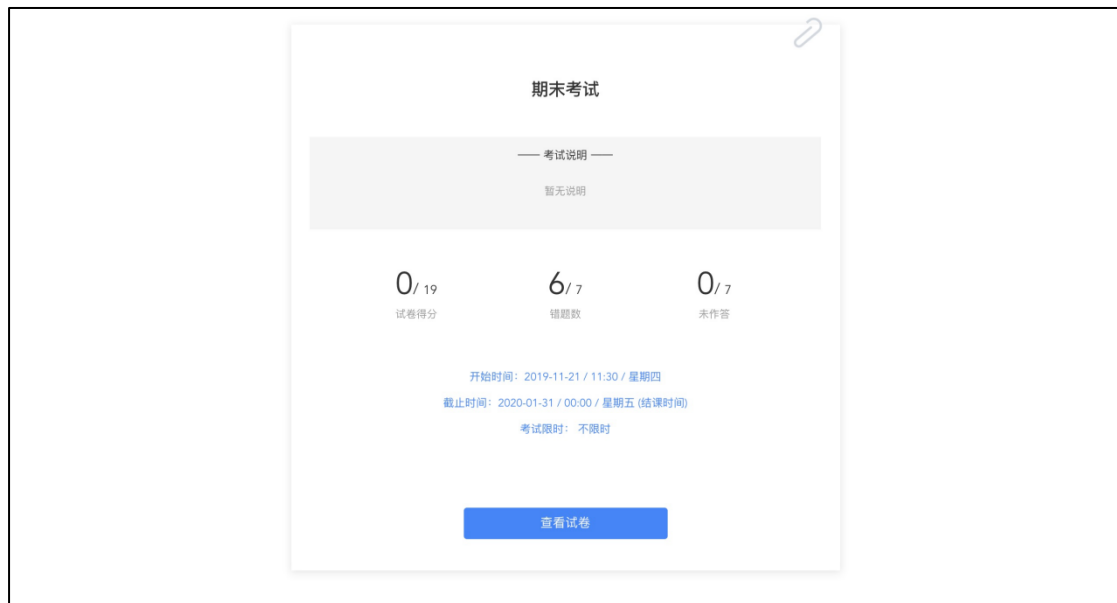 期末考试
—— 考试说明 ——
暂无说明
0/ 19 6/ 7 0/ 7
试卷得分 错题数 未作答
开始时间：2019-11-21 / 11:30 / 星期四
截止时间：2020-01-31 / 00:00 / 星期五 (结课时间)
考试限时： 不限时
查看试卷